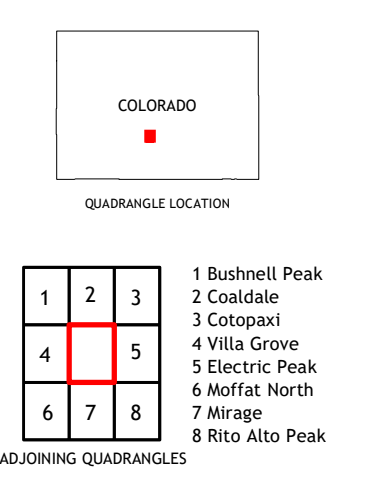 COLORADO
QUADRANGLE LOCATION
1 2 3
4 5
6 7 8
ADJOINING QUADRANGLES
1 Bushnell Peak
2 Coaldale
3 Cotopaxi
4 Villa Grove
5 Electric Peak
6 Moffat North
7 Mirage
8 Rito Alto Peak